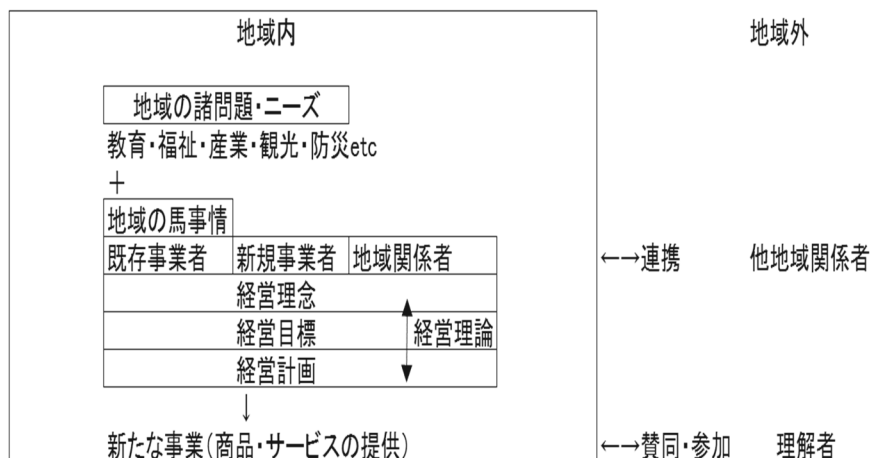 地域内 地域外
地域の諸問題・ニーズ
教育・福祉・産業・観光・防災etc
＋
地域の馬事情
既存事業者 新規事業者 地域関係者 ←→連携 他地域関係者
経営理念
経営目標 経営理論
経営計画
↓
新たな事業(商品・サービスの提供) ←→賛同・参加 理解者